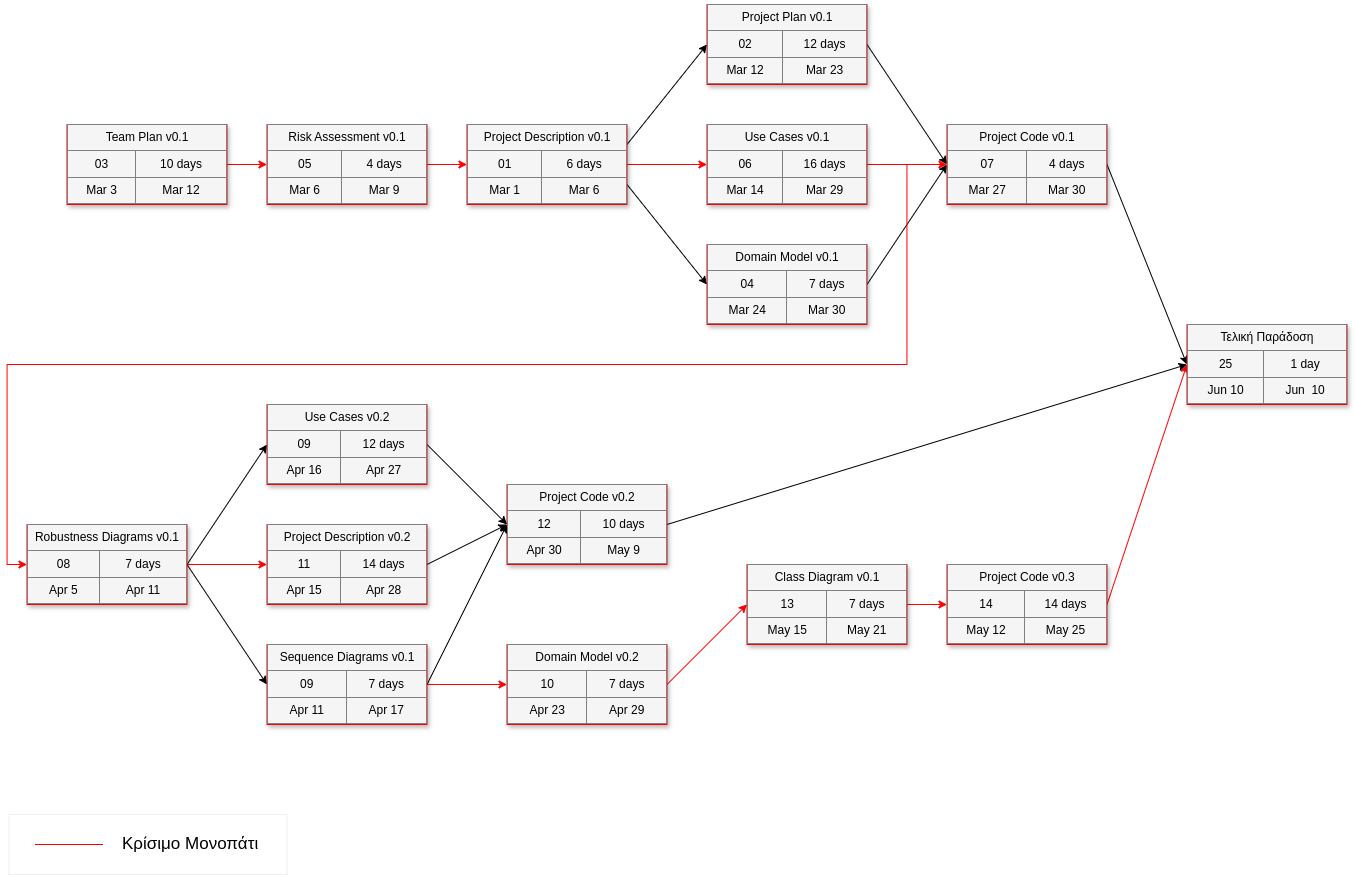 Project Plan v0.1
02 12 days
Mar 12 Mar 23
Team Plan v0.1
03 10 days
Mar 3 Mar 12
Risk Assessment v0.1
05 4 days
Mar 6 Mar 9
Project Description v0.1
01 6 days
Mar 1 Mar 6
Use Cases v0.1
06 16 days
Mar 14 Mar 29
Project Code v0.1
07 4 days
Mar 27 Mar 30
Domain Model v0.1
04 7 days
Mar 24 Mar 30
Τελική Παράδοση
25 1 day
Jun 10 Jun 10
Use Cases v0.2
09 12 days
Apr 16 Apr 27
Project Code v0.2
12 10 days
Apr 30 May 9
Robustness Diagrams v0.1
08 7 days
Apr 5 Apr 11
Project Description v0.2
11 14 days
Apr 15 Apr 28
Class Diagram v0.1
13 7 days
May 15 May 21
Project Code v0.3
14 14 days
May 12 May 25
Sequence Diagrams v0.1
09 7 days
Apr 11 Apr 17
Domain Model v0.2
10 7 days
Apr 23 Apr 29
Κρίσιμο Μονοπάτι